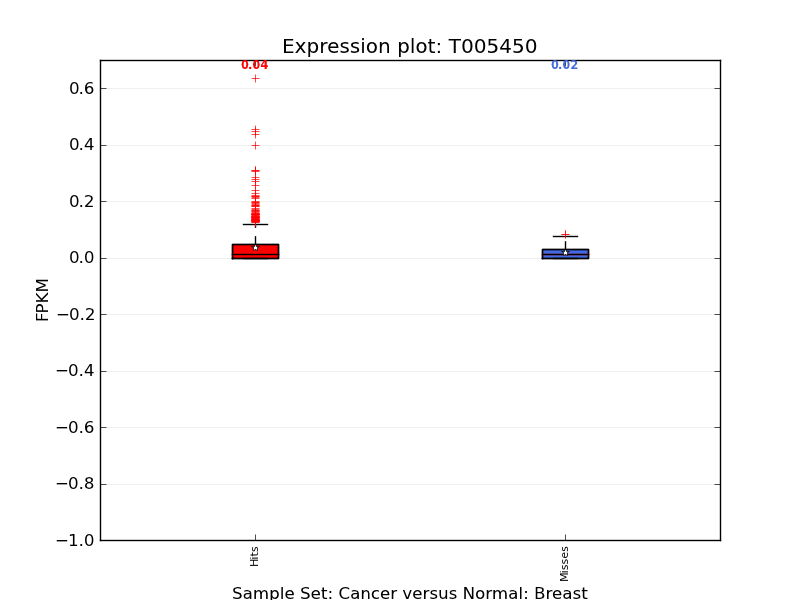 Expression plot: T005450
0.04
0.02
0.6
0.4
0.2
0.0
−0.2
−0.4
−0.6
−0.8
−1.0
FPKM
Hits
Misses
Sample Set: Cancer versus Normal: Breast